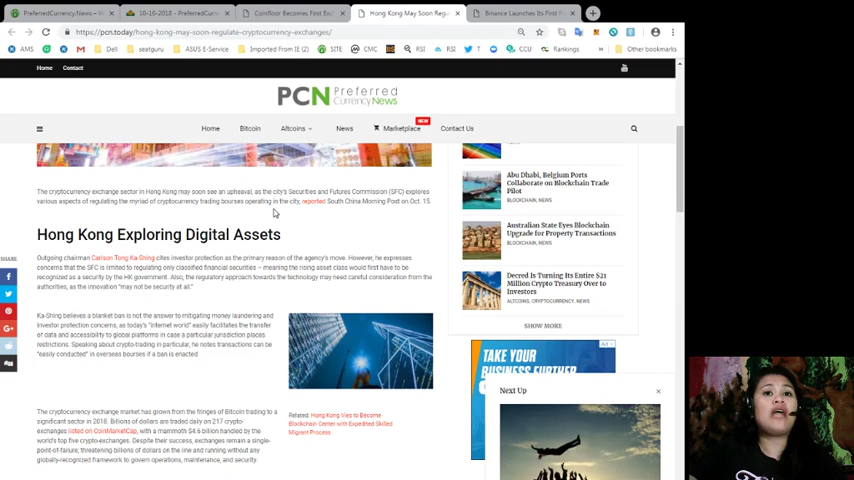 PreferredCurrency.News – W
10-16-2018 - PreferredCurr
Coinfloor Becomes First Ex
Hong Kong May Soon Regu
Binance Launches Its First
https://pcn.today/hong-kong-may-soon-regulate-cryptocurrency-exchanges/
AMS
seatguru
ASUS E-Service
Imported From IE (2)
SITE
CMC
RSI
RSI
T
CCU
Rankings
Other bookmarks
Home Contact
PCN Preferred
CurrencyNews
NEW
Home Bitcoin Altcoins News Marketplace Contact Us
The cryptocurrency exchange sector in Hong Kong may soon see an upheaval, as the city's Securities and Futures Commission (SFC) explores
various aspects of regulating the myriad of cryptocurrency trading bourses operating in the city, reported South China Morning Post on Oct. 15.
Hong Kong Exploring Digital Assets
Outgoing chairman Carlson Tong Ka-Shing cites investor protection as the primary reason of the agency's move. However, he expresses
concerns that the SFC is limited to regulating only classified financial securities – meaning the rising asset class would first have to be
recognized as a security by the HK government. Also, the regulatory approach towards the technology may need careful consideration from the
authorities, as the innovation "may not be security at all."
Ka-Shing believes a blanket ban is not the answer to mitigating money laundering and
investor protection concerns, as today's "internet world" easily facilitates the transfer
of data and accessibility to global platforms in case a particular jurisdiction places
restrictions. Speaking about crypto-trading in particular, he notes transactions can be
"easily conducted" in overseas bourses if a ban is enacted.
The cryptocurrency exchange market has grown from the fringes of Bitcoin trading to a
significant sector in 2018. Billions of dollars are traded daily on 217 crypto-
exchanges listed on CoinMarketCap, with a mammoth $4.6 billion handled by the
world's top five crypto-exchanges. Despite their success, exchanges remain a single-
point-of-failure; threatening billions of dollars on the line and running without any
globally-recognized framework to govern operations, maintenance, and security.
Related: Hong Kong Vies to Become
Blockchain Center with Expedited Skilled
Migrant Process
SHARE
Abu Dhabi, Belgium Ports
Collaborate on Blockchain Trade
Pilot
BLOCKCHAIN, NEWS
Australian State Eyes Blockchain
Upgrade for Property Transactions
BLOCKCHAIN, NEWS
Decred Is Turning Its Entire $21
Million Crypto Treasury Over to
Investors
ALTCOINS, CRYPTOCURRENCY, NEWS
SHOW MORE
Ad
TAKE YOUR
BUSINESS FURTHER
Next Up